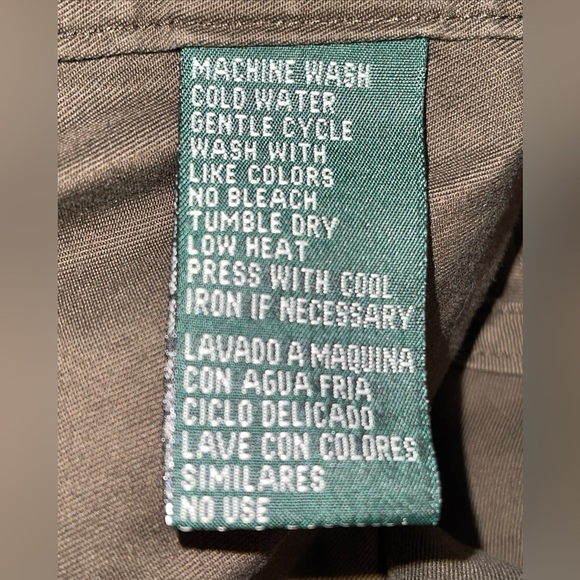 MACHINE WASH
COLD WATER
GENTLE CYCLE
WASH WITH
LIKE COLORS
NO BLEACH
TUMBLE DRY
LOW HEAT
PRESS WITH COOL
IRON IF NECESSARY
LAVADO A MAQUINA
CON AGUA FRIA
CICLO DELICADO
LAVE CON COLORES
SIMILARES
NO USE